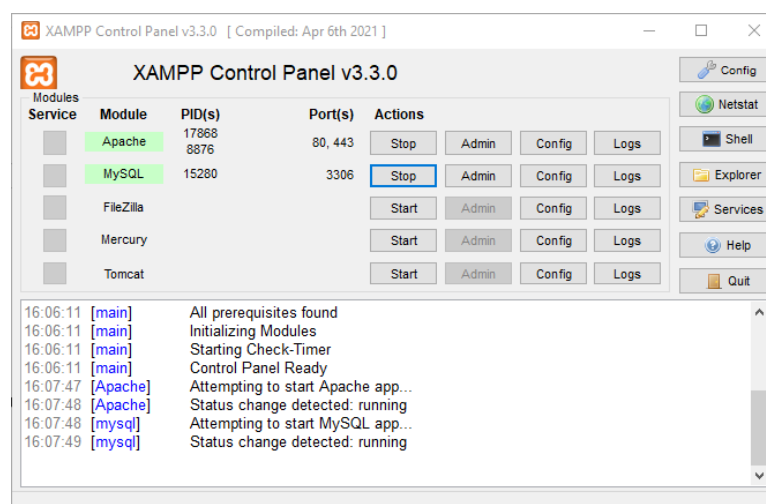 XAMPP Control Panel v3.3.0 [ Compiled: Apr 6th 2021 ]
XAMPP Control Panel v3.3.0
Config
Modules
Service Module PID(s) Port(s) Actions
Netstat
Apache 17868 8876 80, 443 Stop Admin Config Logs
Shell
MySQL 15280 3306 Stop Admin Config Logs
Explorer
FileZilla Start Admin Config Logs
Services
Mercury Start Admin Config Logs
Help
Tomcat Start Admin Config Logs
Quit
16:06:11 [main] All prerequisites found
16:06:11 [main] Initializing Modules
16:06:11 [main] Starting Check-Timer
16:06:11 [main] Control Panel Ready
16:07:47 [Apache] Attempting to start Apache app...
16:07:48 [Apache] Status change detected: running
16:07:48 [mysql] Attempting to start MySQL app...
16:07:49 [mysql] Status change detected: running